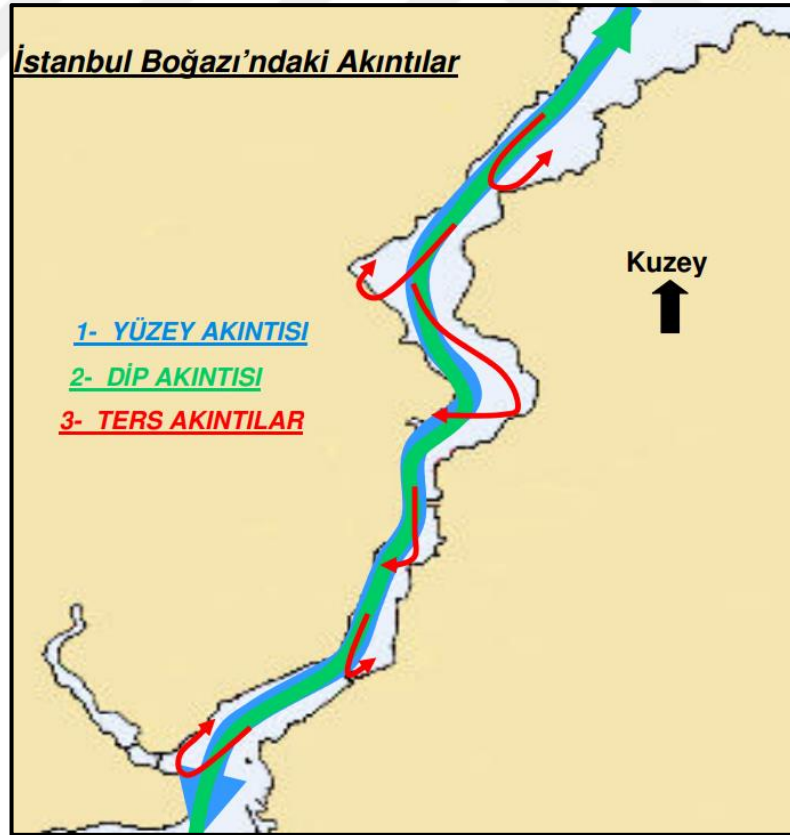 İstanbul Boğazı'ndaki Akıntılar
Kuzey
1- YÜZEY AKINTISI
2- DİP AKINTISI
3- TERS AKINTILAR